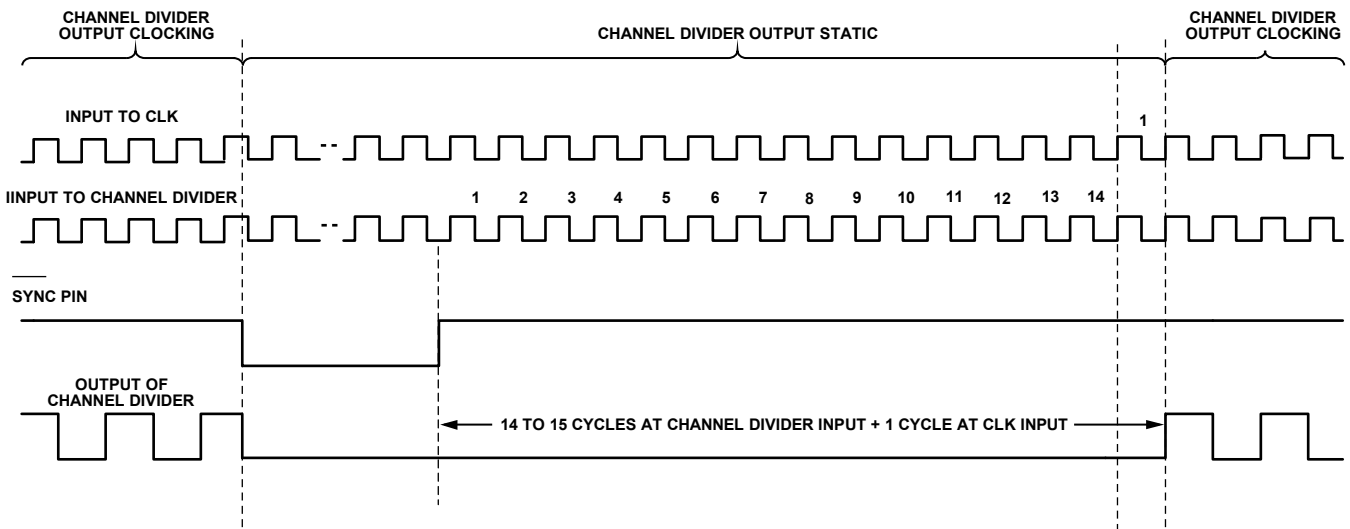 CHANNEL DIVIDER
OUTPUT CLOCKING
CHANNEL DIVIDER OUTPUT STATIC
CHANNEL DIVIDER
OUTPUT CLOCKING
INPUT TO CLK
1
IINPUT TO CHANNEL DIVIDER
1 2 3 4 5 6 7 8 9 10 11 12 13 14
SYNC PIN
OUTPUT OF
CHANNEL DIVIDER
14 TO 15 CYCLES AT CHANNEL DIVIDER INPUT + 1 CYCLE AT CLK INPUT